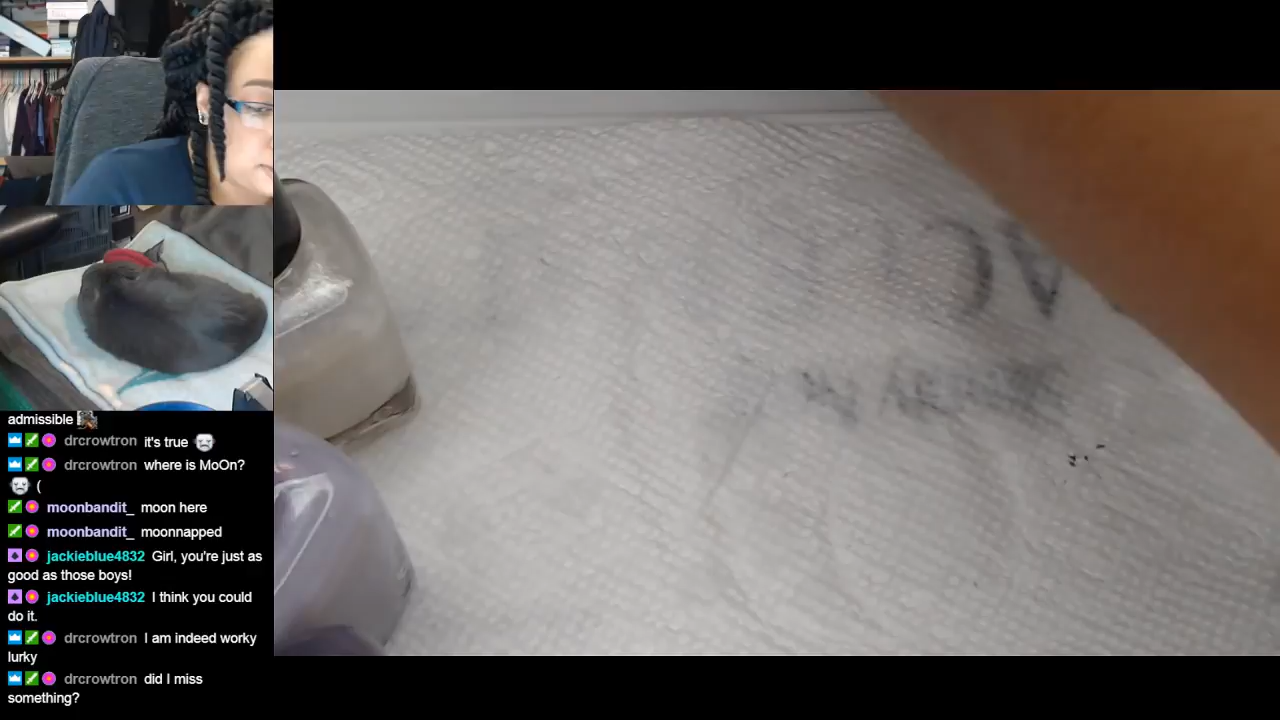 admissible
drcrowtron it's true
drcrowtron where is MoOn?
(
moonbandit_ moon here
moonbandit_ moonnapped
jackieblue4832 Girl, you're just as
good as those boys!
jackieblue4832 I think you could
do it.
drcrowtron I am indeed worky
lurky
drcrowtron did I miss
something?